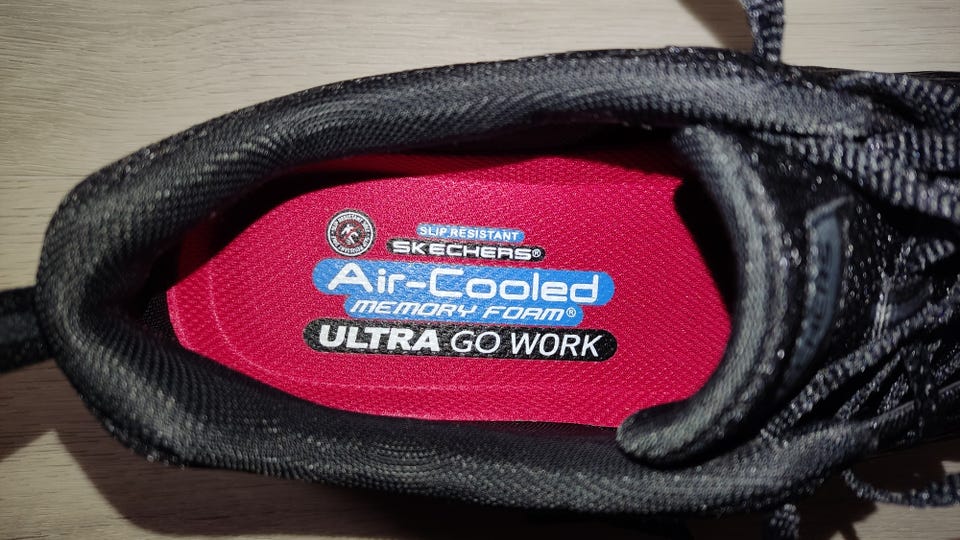 SLIP RESISTANT
SKECHERS®
Air-Cooled
MEMORY FOAM®
ULTRA GO WORK